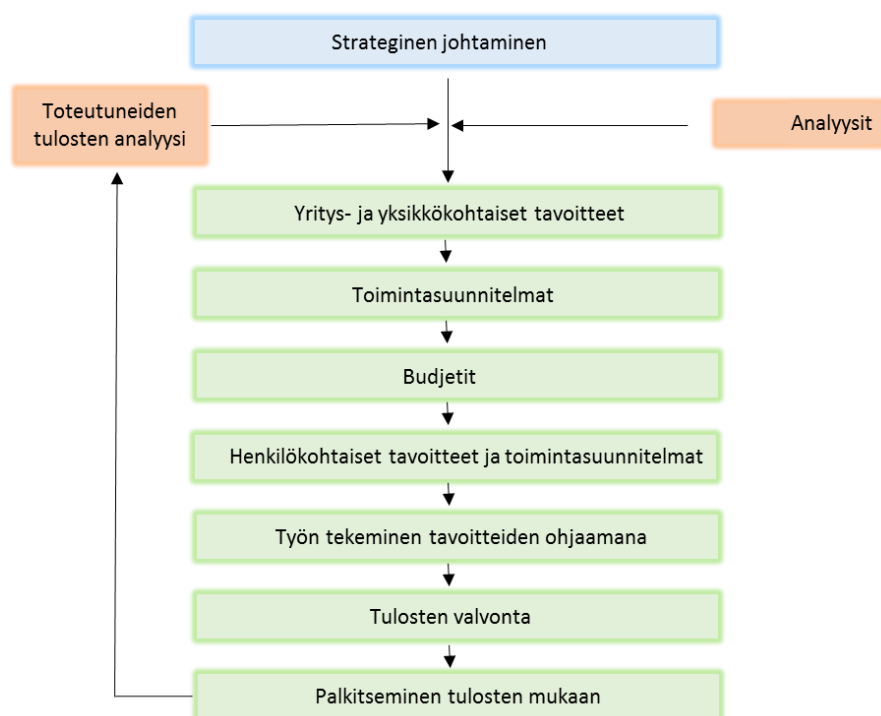 Strateginen johtaminen
Toteutuneiden
tulosten analyysi
Analyysit
Yritys- ja yksikkökohtaiset tavoitteet
Toimintasuunnitelmat
Budjetit
Henkilökohtaiset tavoitteet ja toimintasuunnitelmat
Työn tekeminen tavoitteiden ohjaamana
Tulosten valvonta
Palkitseminen tulosten mukaan